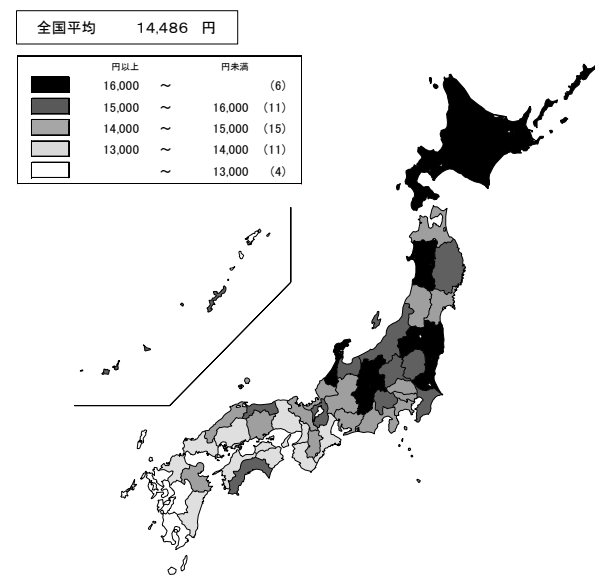 全国平均 14,486 円
円以上 円未満
16,000 ～ (6)
15,000 ～ 16,000 (11)
14,000 ～ 15,000 (15)
13,000 ～ 14,000 (11)
～ 13,000 (4)